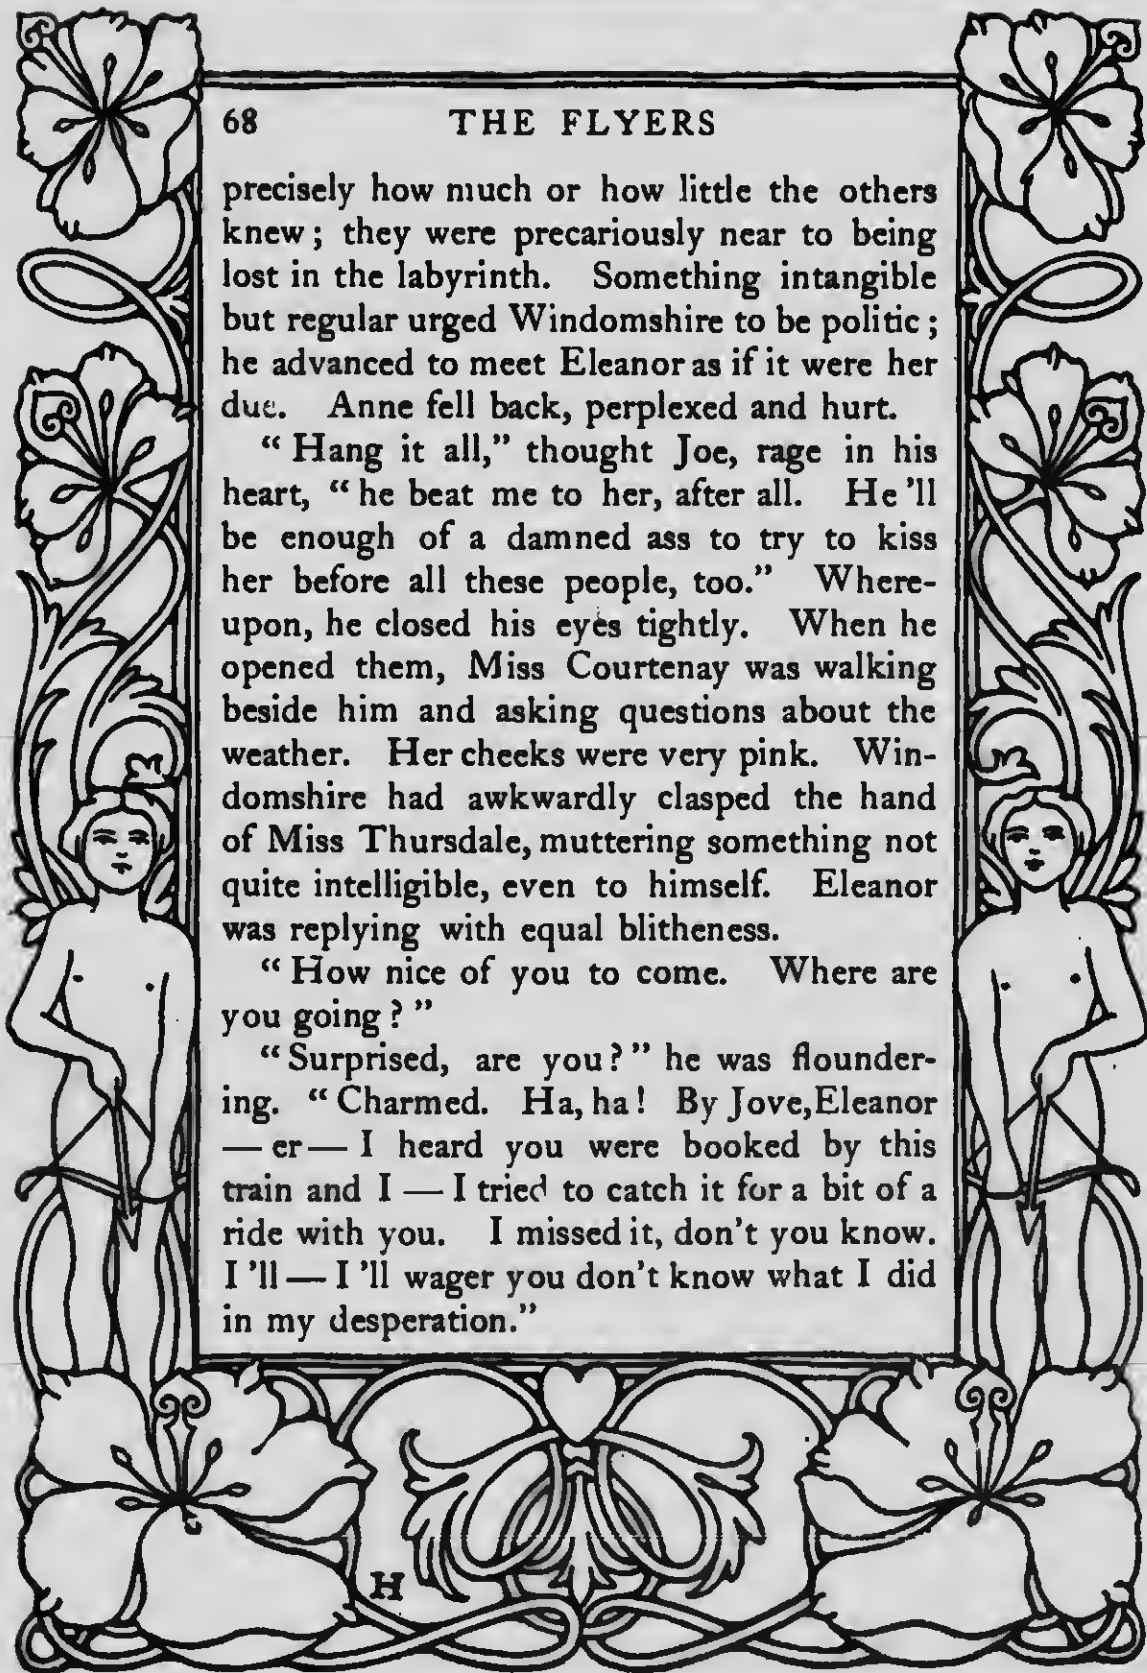 68 THE FLYERS
precisely how much or how little the others
knew; they were precariously near to being
lost in the labyrinth. Something intangible
but regular urged Windomshire to be politic;
he advanced to meet Eleanor as if it were her
due. Anne fell back, perplexed and hurt.
“Hang it all,” thought Joe, rage in his
heart, “he beat me to her, after all. He’ll
be enough of a damned ass to try to kiss
her before all these people, too.” Where-
upon, he closed his eyes tightly. When he
opened them, Miss Courtenay was walking
beside him and asking questions about the
weather. Her cheeks were very pink. Win-
domshire had awkwardly clasped the hand
of Miss Thursdale, muttering something not
quite intelligible, even to himself. Eleanor
was replying with equal blitheness.
“How nice of you to come. Where are
you going?”
“Surprised, are you?” he was flounder-
ing. “Charmed. Ha, ha! By Jove, Eleanor
— er — I heard you were booked by this
train and I — I tried to catch it for a bit of a
ride with you. I missed it, don’t you know.
I’ll — I’ll wager you don’t know what I did
in my desperation.”
H